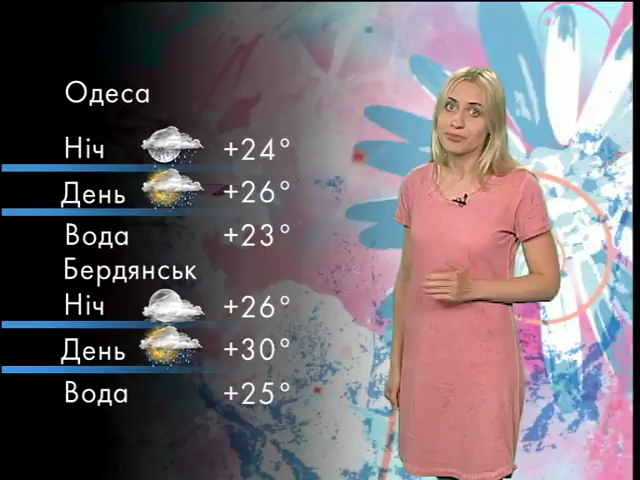 Одеса
Ніч +24°
День +26°
Вода +23°
Бердянськ
Ніч +26°
День +30°
Вода +25°